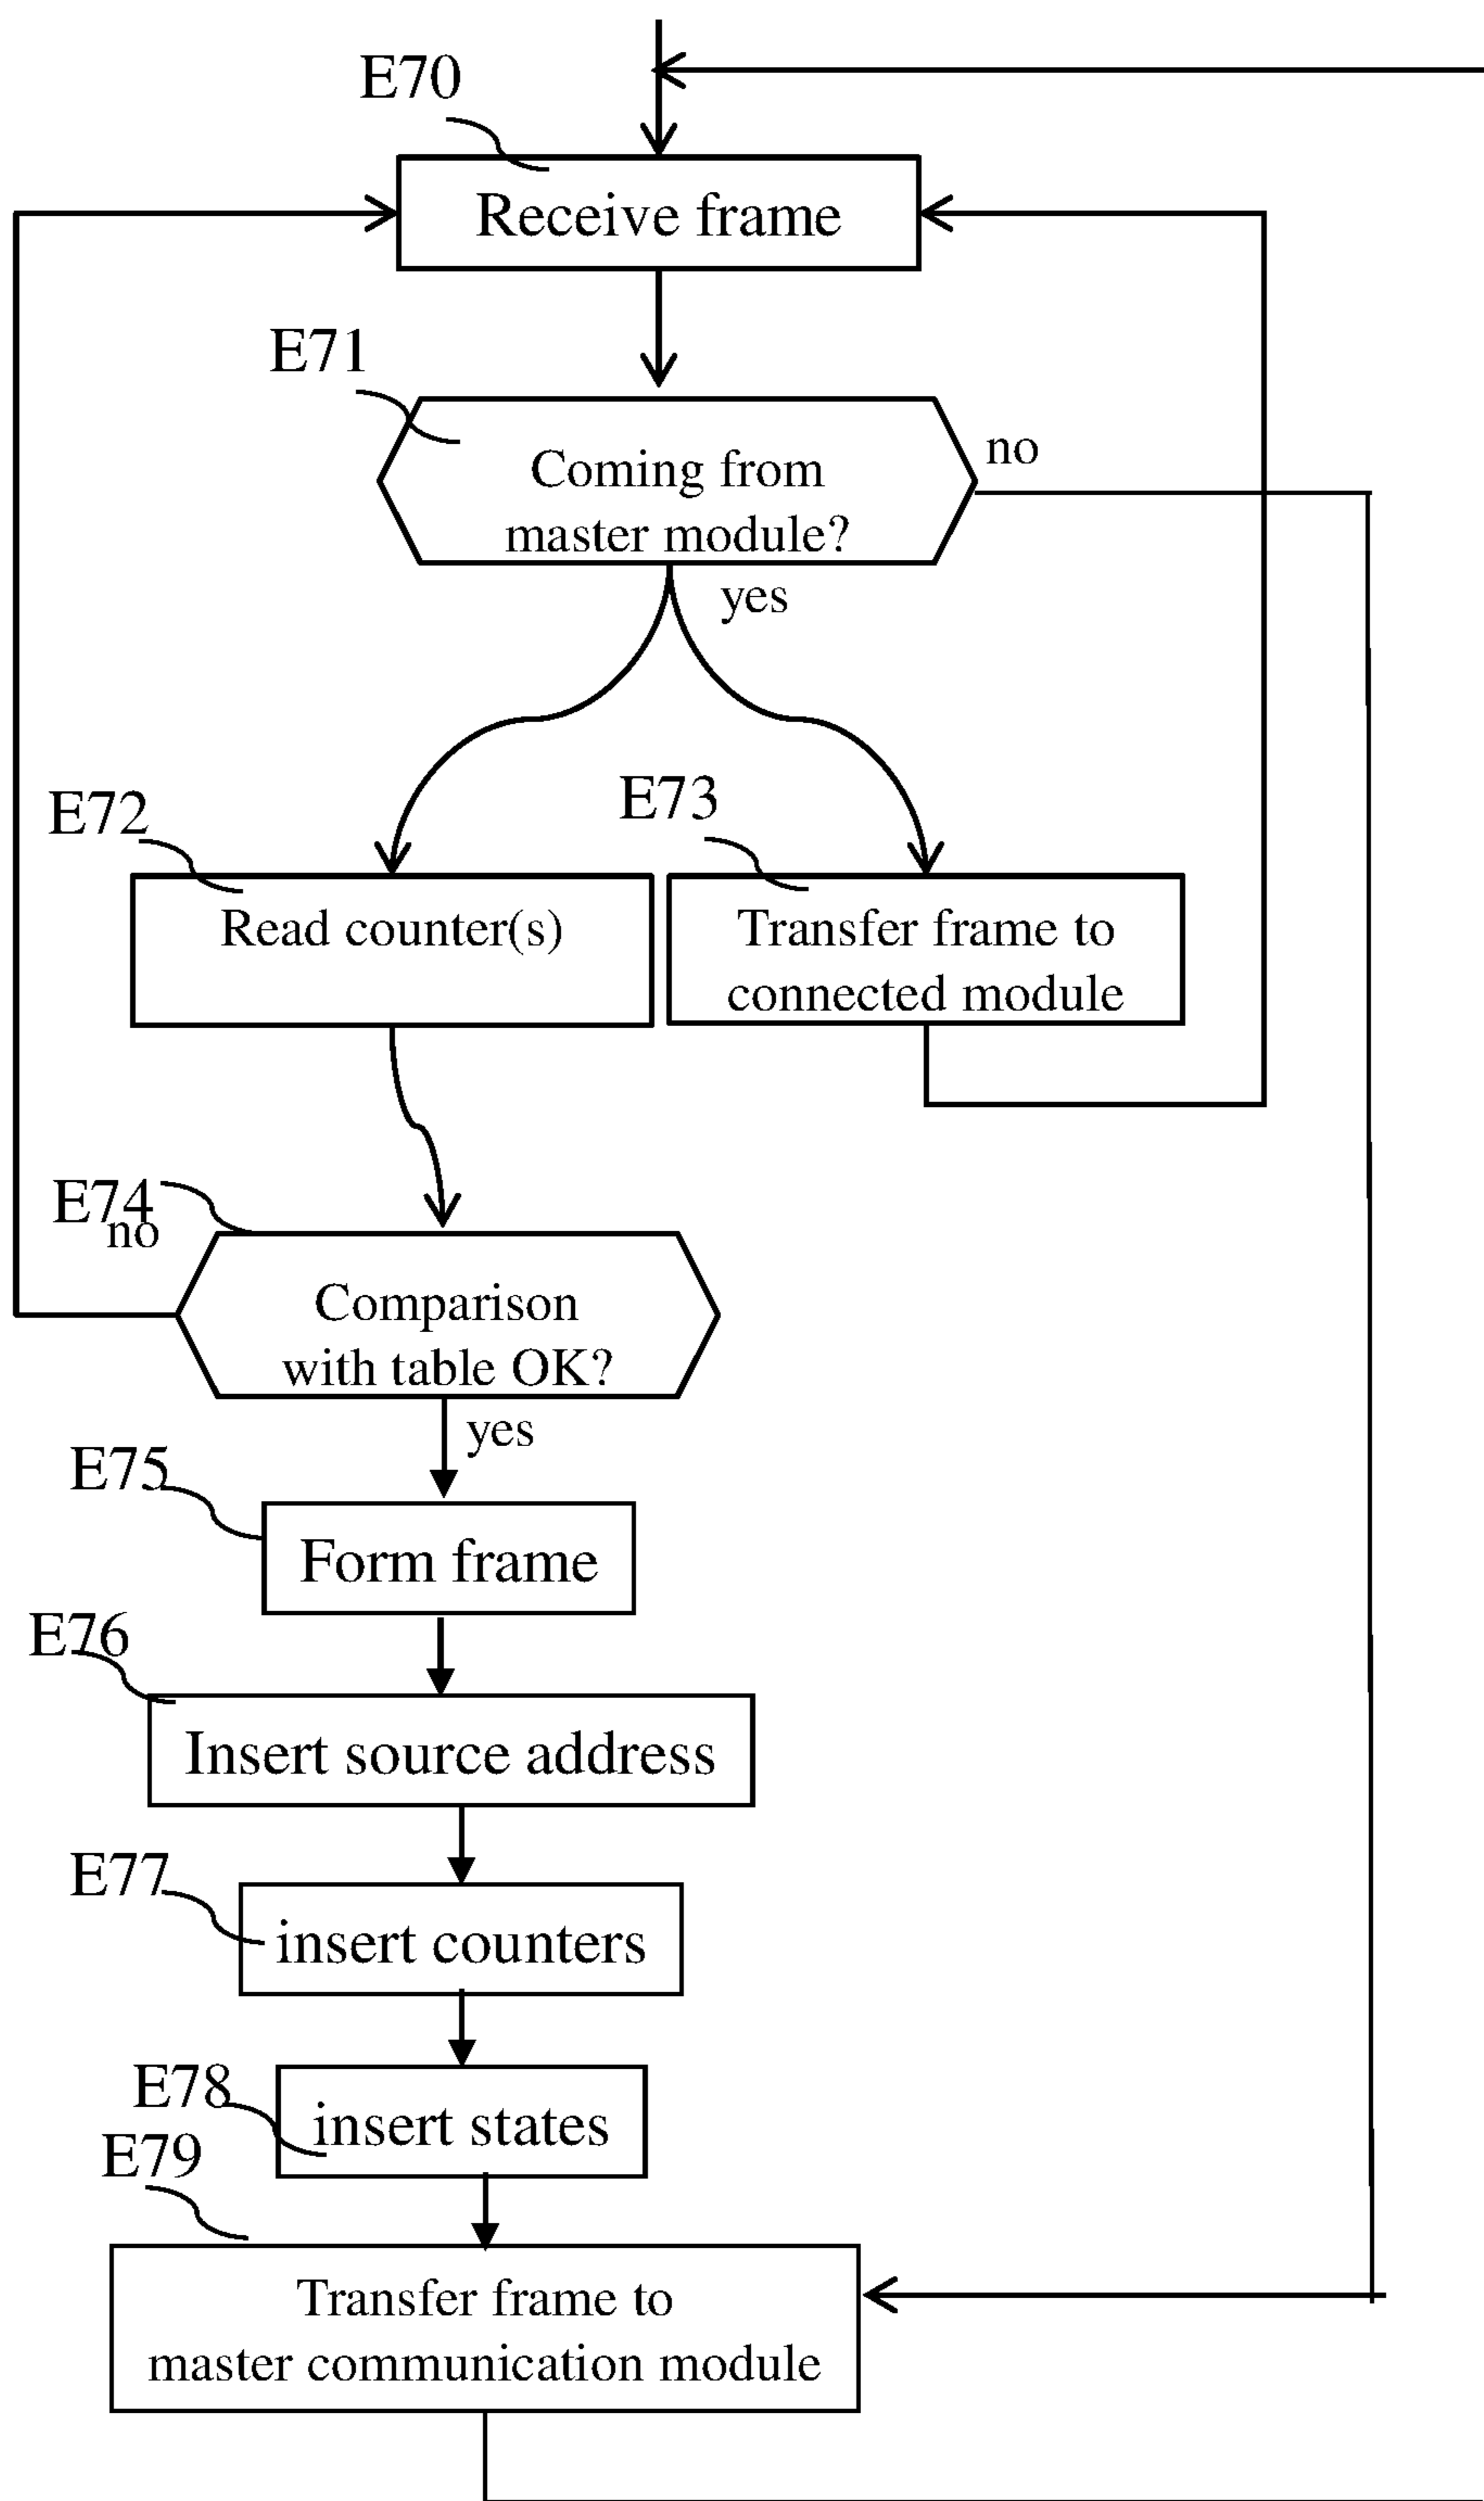 E70
Receive frame
E71
Coming from
master module?
no
yes
E72
E73
Read counter(s)
Transfer frame to
connected module
E74
no
Comparison
with table OK?
yes
E75
Form frame
E76
Insert source address
E77
insert counters
E78
insert states
E79
Transfer frame to
master communication module